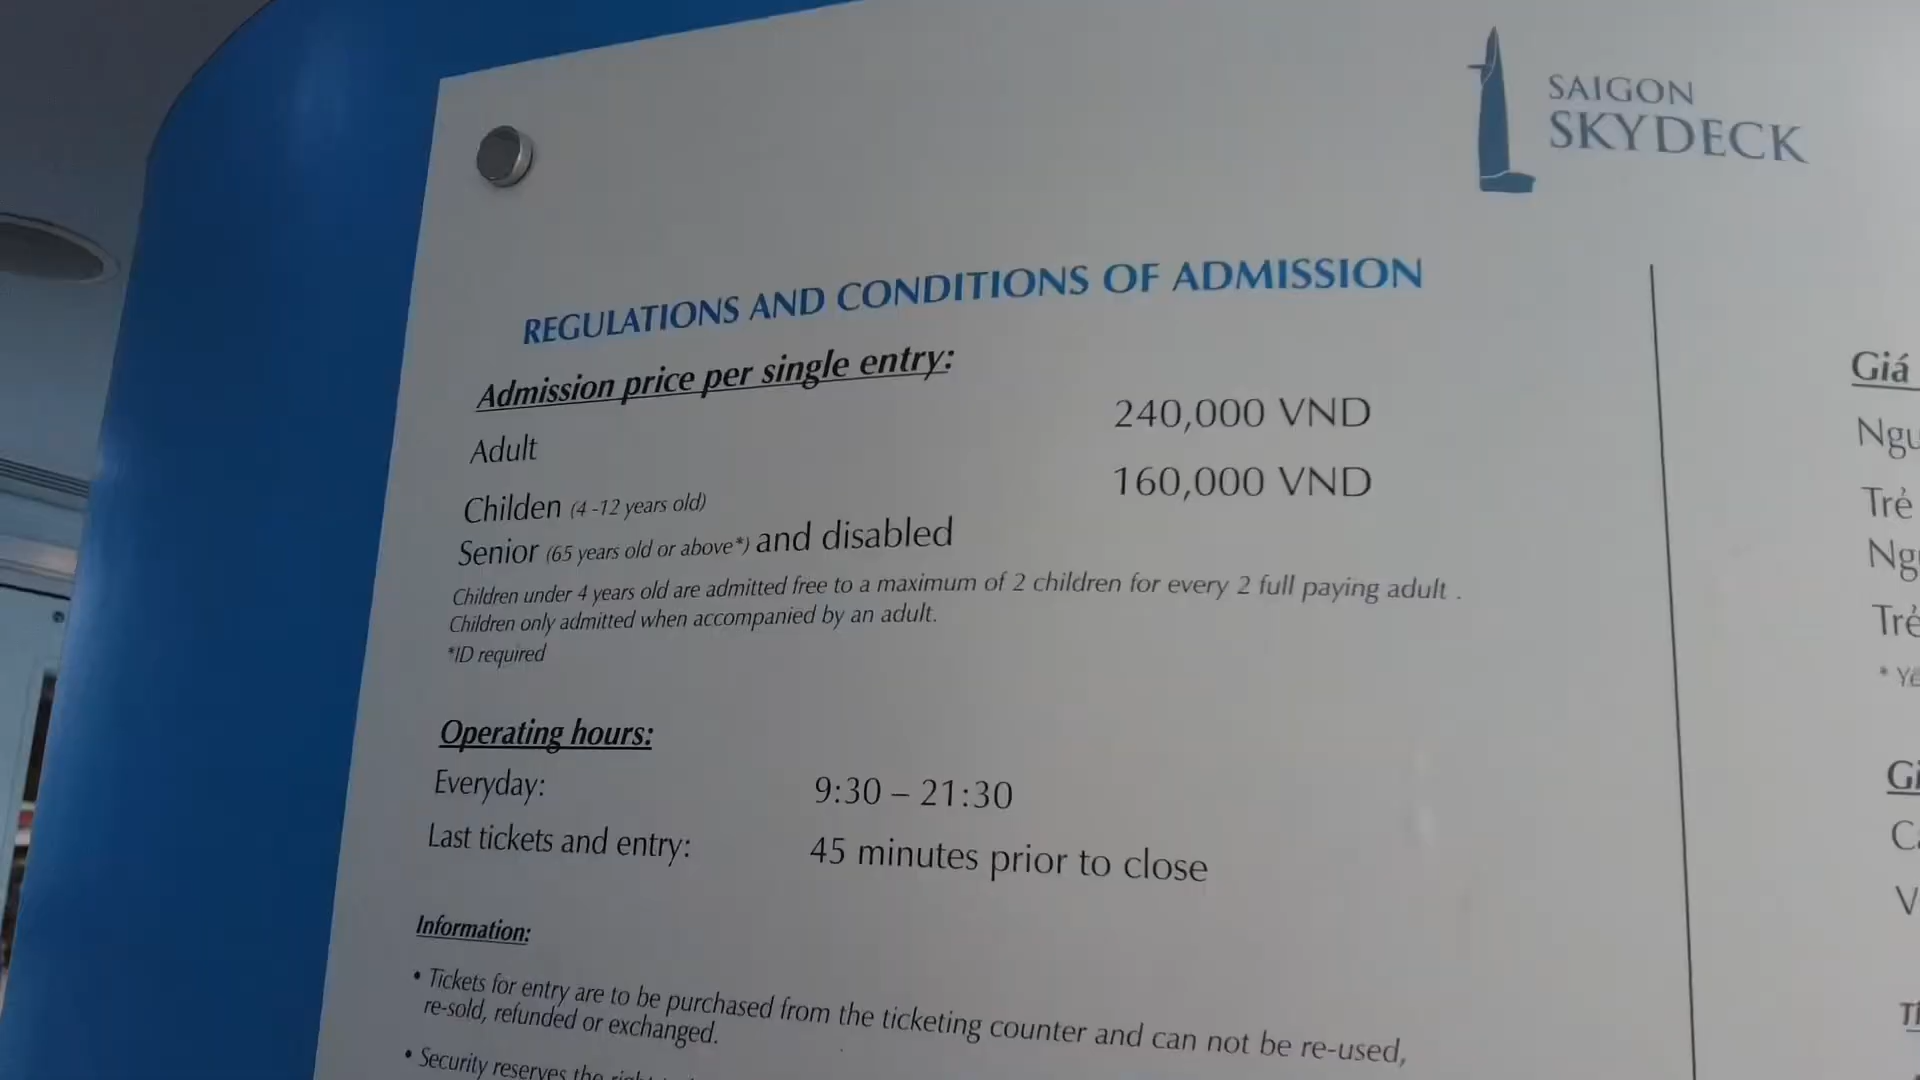 SAIGON
SKYDECK
REGULATIONS AND CONDITIONS OF ADMISSION
Admission price per single entry:
Adult 240,000 VND
Childen (4 -12 years old) 160,000 VND
Senior (65 years old or above*) and disabled
Children under 4 years old are admitted free to a maximum of 2 children for every 2 full paying adult .
Children only admitted when accompanied by an adult.
*ID required
Operating hours:
Everyday: 9:30 – 21:30
Last tickets and entry: 45 minutes prior to close
Information:
• Tickets for entry are to be purchased from the ticketing counter and can not be re-used,
re-sold, refunded or exchanged.
• Security reserves the
Giá
Trẻ
Trẻ